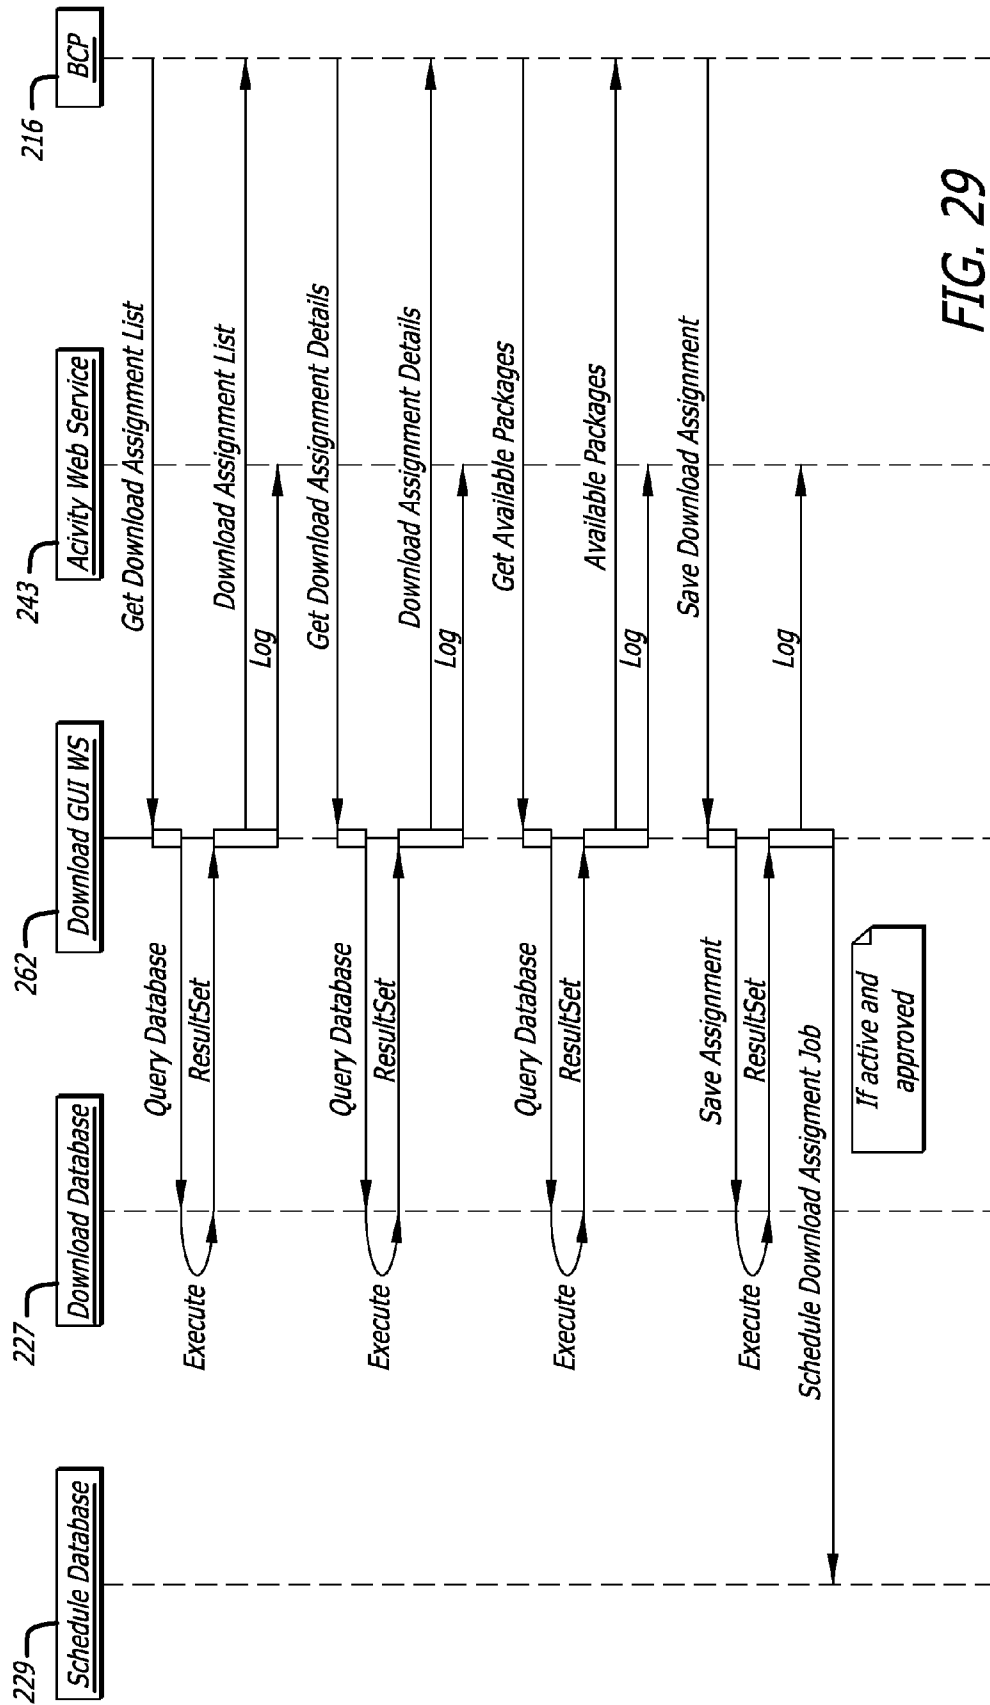 229
Schedule Database
227
Download Database
262
Download GUI WS
243
Acivity Web Service
216
BCP
Get Download Assignment List
Query Database
Execute
ResultSet
Download Assignment List
Log
Get Download Assignment Details
Query Database
Execute
ResultSet
Download Assignment Details
Log
Get Available Packages
Query Database
Execute
ResultSet
Available Packages
Log
Save Download Assignment
Save Assignment
Execute
ResultSet
Log
Schedule Download Assigment Job
If active and
approved
FIG. 29